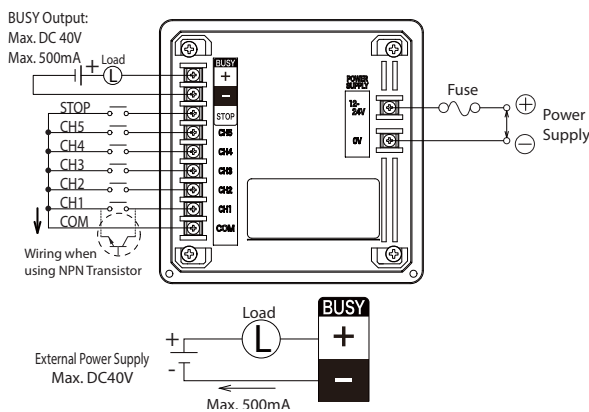 BUSY Output:
Max. DC 40V
Max. 500mA
+
Load
L
BUSY
+
−
STOP
CH5
CH4
CH3
CH2
CH1
COM
STOP
CH5
CH4
CH3
CH2
CH1
COM
Wiring when
using NPN Transistor
POWER
SUPPLY
12-
24V
0V
Fuse
+
−
Power
Supply
External Power Supply
Max. DC40V
+
-
Load
L
Max. 500mA
BUSY
+
−